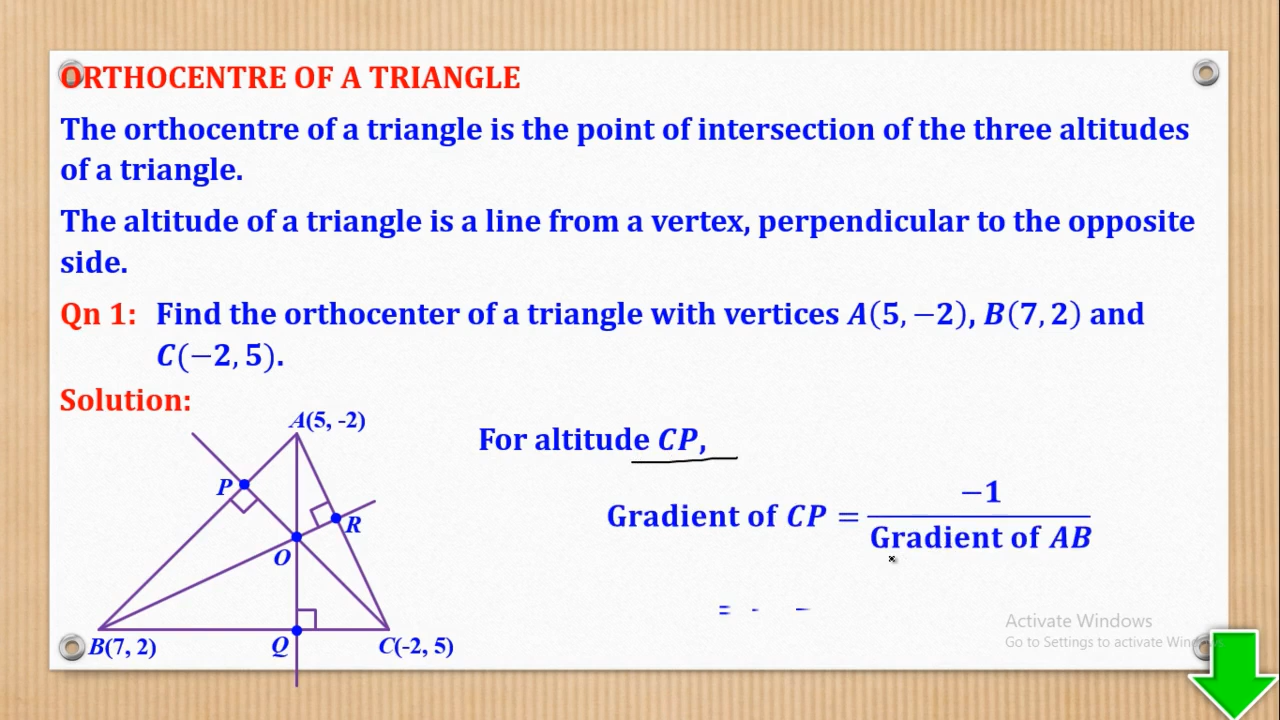 ORTHOCENTRE OF A TRIANGLE
The orthocentre of a triangle is the point of intersection of the three altitudes
of a triangle.
The altitude of a triangle is a line from a vertex, perpendicular to the opposite
side.
Qn 1: Find the orthocenter of a triangle with vertices A(5, −2), B(7, 2) and
C(−2, 5).
Solution:
A(5, -2)
P
R
O
B(7, 2)
Q
C(-2, 5)
For altitude CP,
Gradient of CP = −1
Gradient of AB
= - −
Activate Windows
Go to Settings to activate Windows